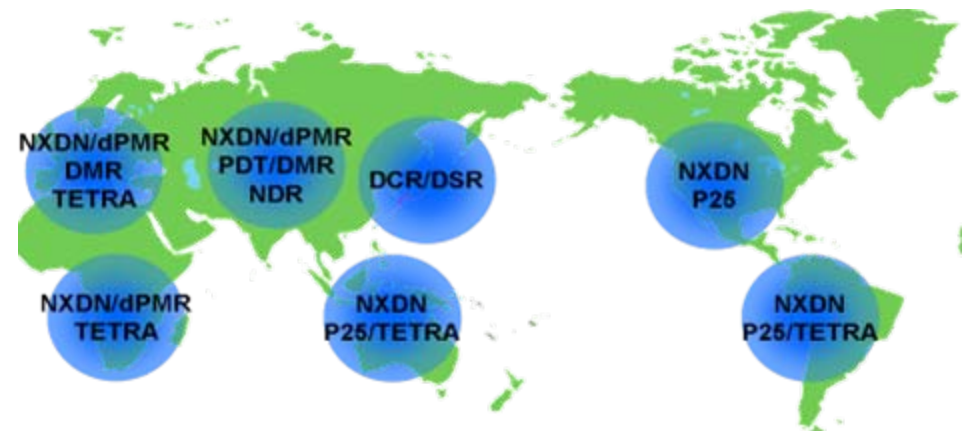 NXDN/dPMR
DMR
TETRA
NXDN/dPMR
PDT/DMR
NDR
DCR/DSR
NXDN
P25
NXDN/dPMR
TETRA
NXDN
P25/TETRA
NXDN
P25/TETRA